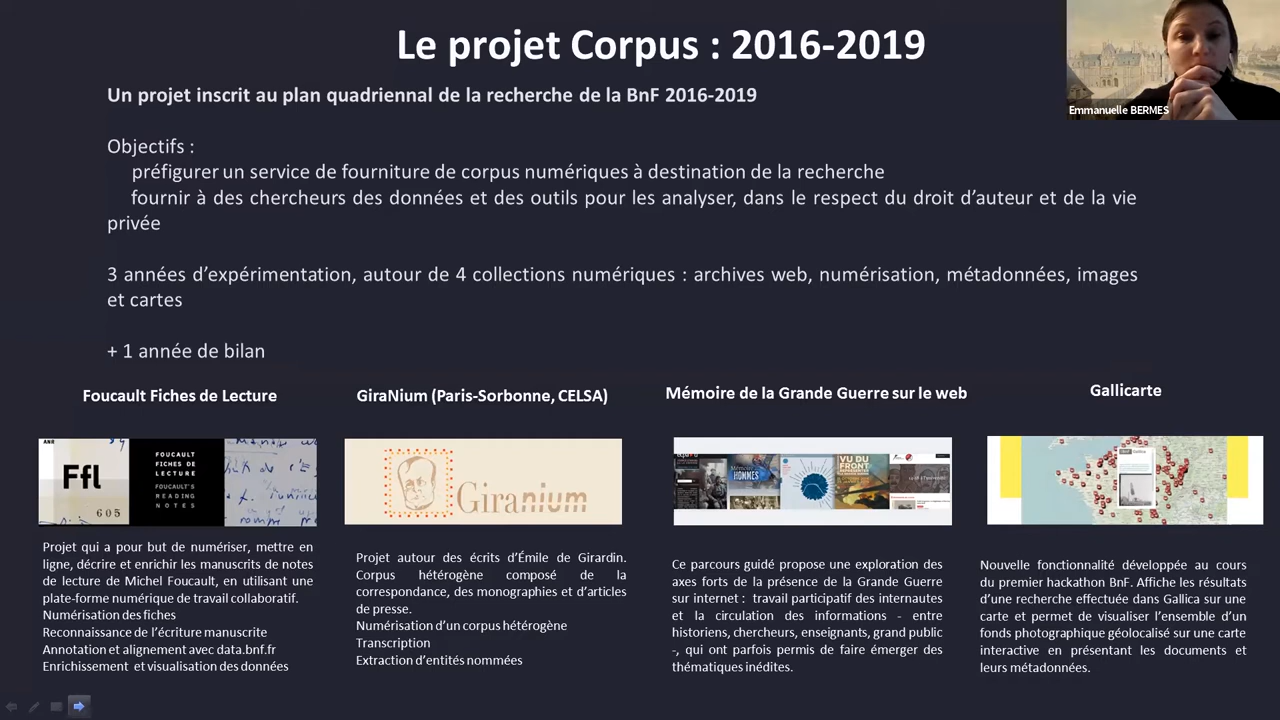 Le projet Corpus : 2016-2019
Emmanuelle BERMES
Un projet inscrit au plan quadriennal de la recherche de la BnF 2016-2019
Objectifs :
préfigurer un service de fourniture de corpus numériques à destination de la recherche
fournir à des chercheurs des données et des outils pour les analyser, dans le respect du droit d’auteur et de la vie
privée
3 années d’expérimentation, autour de 4 collections numériques : archives web, numérisation, métadonnées, images
et cartes
+ 1 année de bilan
Foucault Fiches de Lecture
Ffl
605
FOUCAULT
FICHES DE
LECTURE
FOUCAULT'S
READING
NOTES
Projet qui a pour but de numériser, mettre en
ligne, décrire et enrichir les manuscrits de notes
de lecture de Michel Foucault, en utilisant une
plate-forme numérique de travail collaboratif.
Numérisation des fiches
Reconnaissance de l’écriture manuscrite
Annotation et alignement avec data.bnf.fr
Enrichissement et visualisation des données
GiraNium (Paris-Sorbonne, CELSA)
Giranium
Projet autour des écrits d’Émile de Girardin.
Corpus hétérogène composé de la
correspondance, des monographies et d’articles
de presse.
Numérisation d’un corpus hétérogène
Transcription
Extraction d’entités nommées
Mémoire de la Grande Guerre sur le web
Mémoire
HOMMES
VU DU
FRONT
Ce parcours guidé propose une exploration des
axes forts de la présence de la Grande Guerre
sur internet : travail participatif des internautes
et la circulation des informations - entre
historiens, chercheurs, enseignants, grand public
-, qui ont parfois permis de faire émerger des
thématiques inédites.
Gallicarte
Nouvelle fonctionnalité développée au cours
du premier hackathon BnF. Affiche les résultats
d’une recherche effectuée dans Gallica sur une
carte et permet de visualiser l’ensemble d’un
fonds photographique géolocalisé sur une carte
interactive en présentant les documents et
leurs métadonnées.